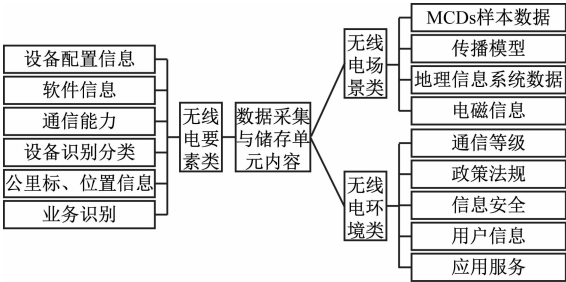 设备配置信息
软件信息
通信能力
设备识别分类
公里标、位置信息
业务识别
无线
电要
素类
数据采集
与储存单
元内容
无线
电场
景类
MCDs样本数据
传播模型
地理信息系统数据
电磁信息
无线
电环
境类
通信等级
政策法规
信息安全
用户信息
应用服务